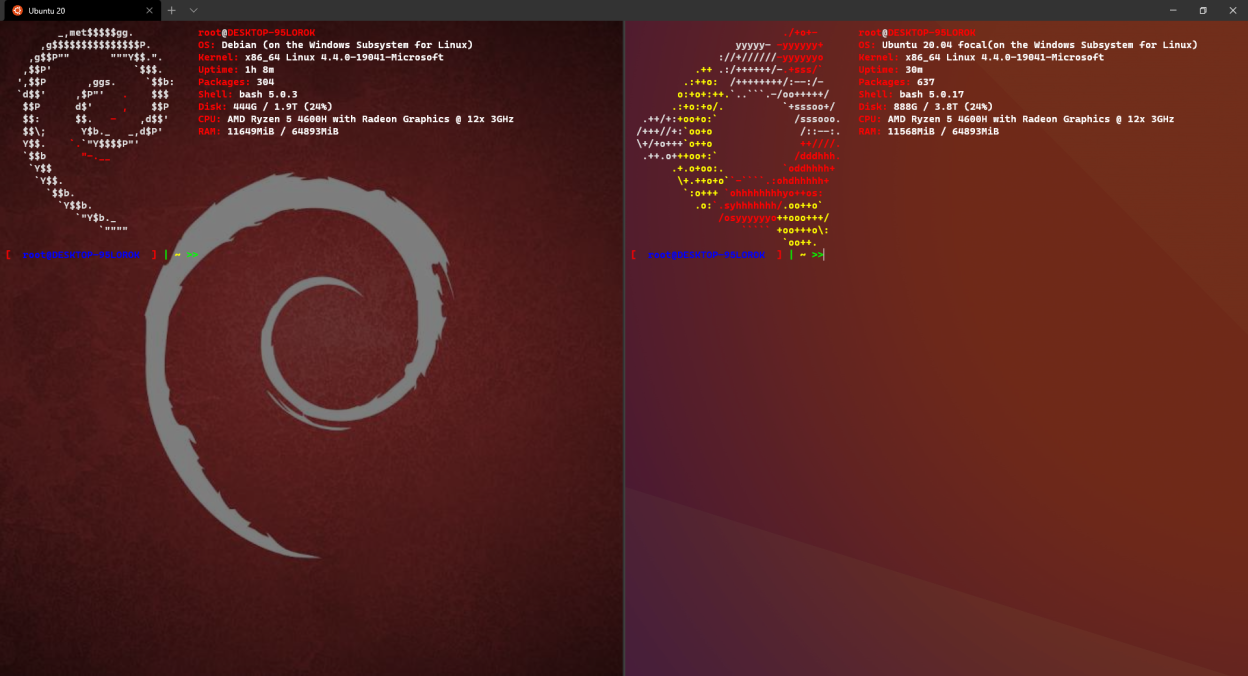 Ubuntu 20
root@DESKTOP-95LOROK
OS: Debian (on the Windows Subsystem for Linux)
Kernel: x86_64 Linux 4.4.0-19041-Microsoft
Uptime: 1h 8m
Packages: 304
Shell: bash 5.0.3
Disk: 444G / 1.9T (24%)
CPU: AMD Ryzen 5 4600H with Radeon Graphics @ 12x 3GHz
RAM: 11649MiB / 64893MiB
[ root@DESKTOP-95LOROK ] | ~ >>
root@DESKTOP-95LOROK
OS: Ubuntu 20.04 focal(on the Windows Subsystem for Linux)
Kernel: x86_64 Linux 4.4.0-19041-Microsoft
Uptime: 30m
Packages: 637
Shell: bash 5.0.17
Disk: 888G / 3.8T (24%)
CPU: AMD Ryzen 5 4600H with Radeon Graphics @ 12x 3GHz
RAM: 11568MiB / 64893MiB
[ root@DESKTOP-95LOROK ] | ~ >>